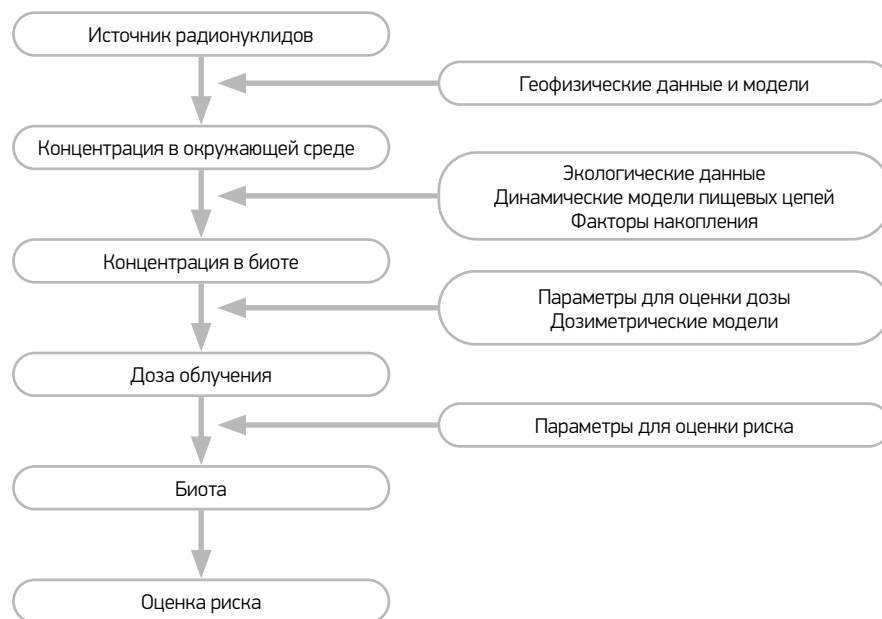 Источник радионуклидов
Геофизические данные и модели
Концентрация в окружающей среде
Экологические данные
Динамические модели пищевых цепей
Факторы накопления
Концентрация в биоте
Параметры для оценки дозы
Дозиметрические модели
Доза облучения
Параметры для оценки риска
Биота
Оценка риска